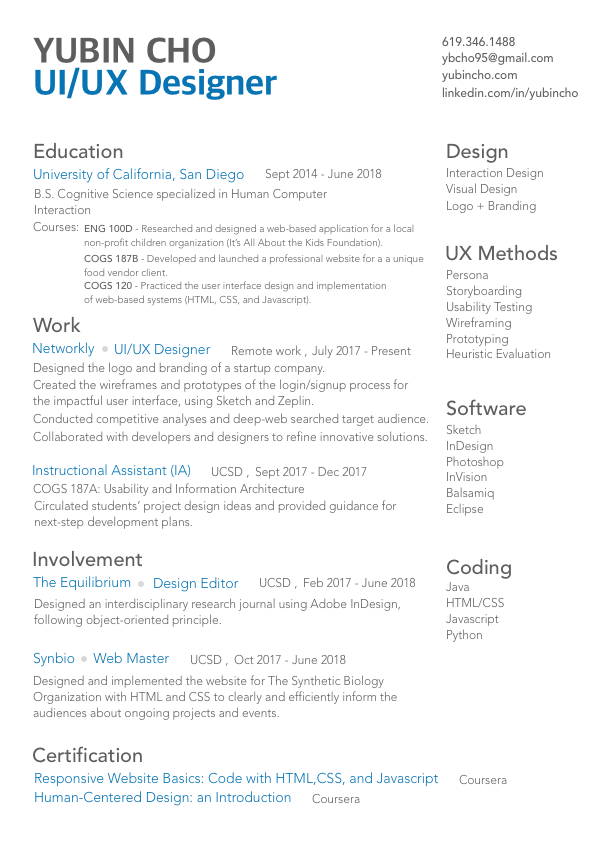 YUBIN CHO
UI/UX Designer
619.346.1488
ybcho95@gmail.com
yubincho.com
linkedin.com/in/yubincho
Education
University of California, San Diego Sept 2014 - June 2018
B.S. Cognitive Science specialized in Human Computer
Interaction
Courses: ENG 100D - Researched and designed a web-based application for a local
non-profit children organization (It's All About the Kids Foundation).
COGS 187B - Developed and launched a professional website for a a unique
food vendor client.
COGS 120 - Practiced the user interface design and implementation
of web-based systems (HTML, CSS, and Javascript).
Work
Networkly • UI/UX Designer Remote work , July 2017 - Present
Designed the logo and branding of a startup company.
Created the wireframes and prototypes of the login/signup process for
the impactful user interface, using Sketch and Zeplin.
Conducted competitive analyses and deep-web searched target audience.
Collaborated with developers and designers to refine innovative solutions.
Instructional Assistant (IA) UCSD , Sept 2017 - Dec 2017
COGS 187A: Usability and Information Architecture
Circulated students' project design ideas and provided guidance for
next-step development plans.
Involvement
The Equilibrium • Design Editor UCSD , Feb 2017 - June 2018
Designed an interdisciplinary research journal using Adobe InDesign,
following object-oriented principle.
Synbio • Web Master UCSD , Oct 2017 - June 2018
Designed and implemented the website for The Synthetic Biology
Organization with HTML and CSS to clearly and efficiently inform the
audiences about ongoing projects and events.
Certification
Responsive Website Basics: Code with HTML,CSS, and Javascript Coursera
Human-Centered Design: an Introduction Coursera
Design
Interaction Design
Visual Design
Logo + Branding
UX Methods
Persona
Storyboarding
Usability Testing
Wireframing
Prototyping
Heuristic Evaluation
Software
Sketch
InDesign
Photoshop
InVision
Balsamiq
Eclipse
Coding
Java
HTML/CSS
Javascript
Python